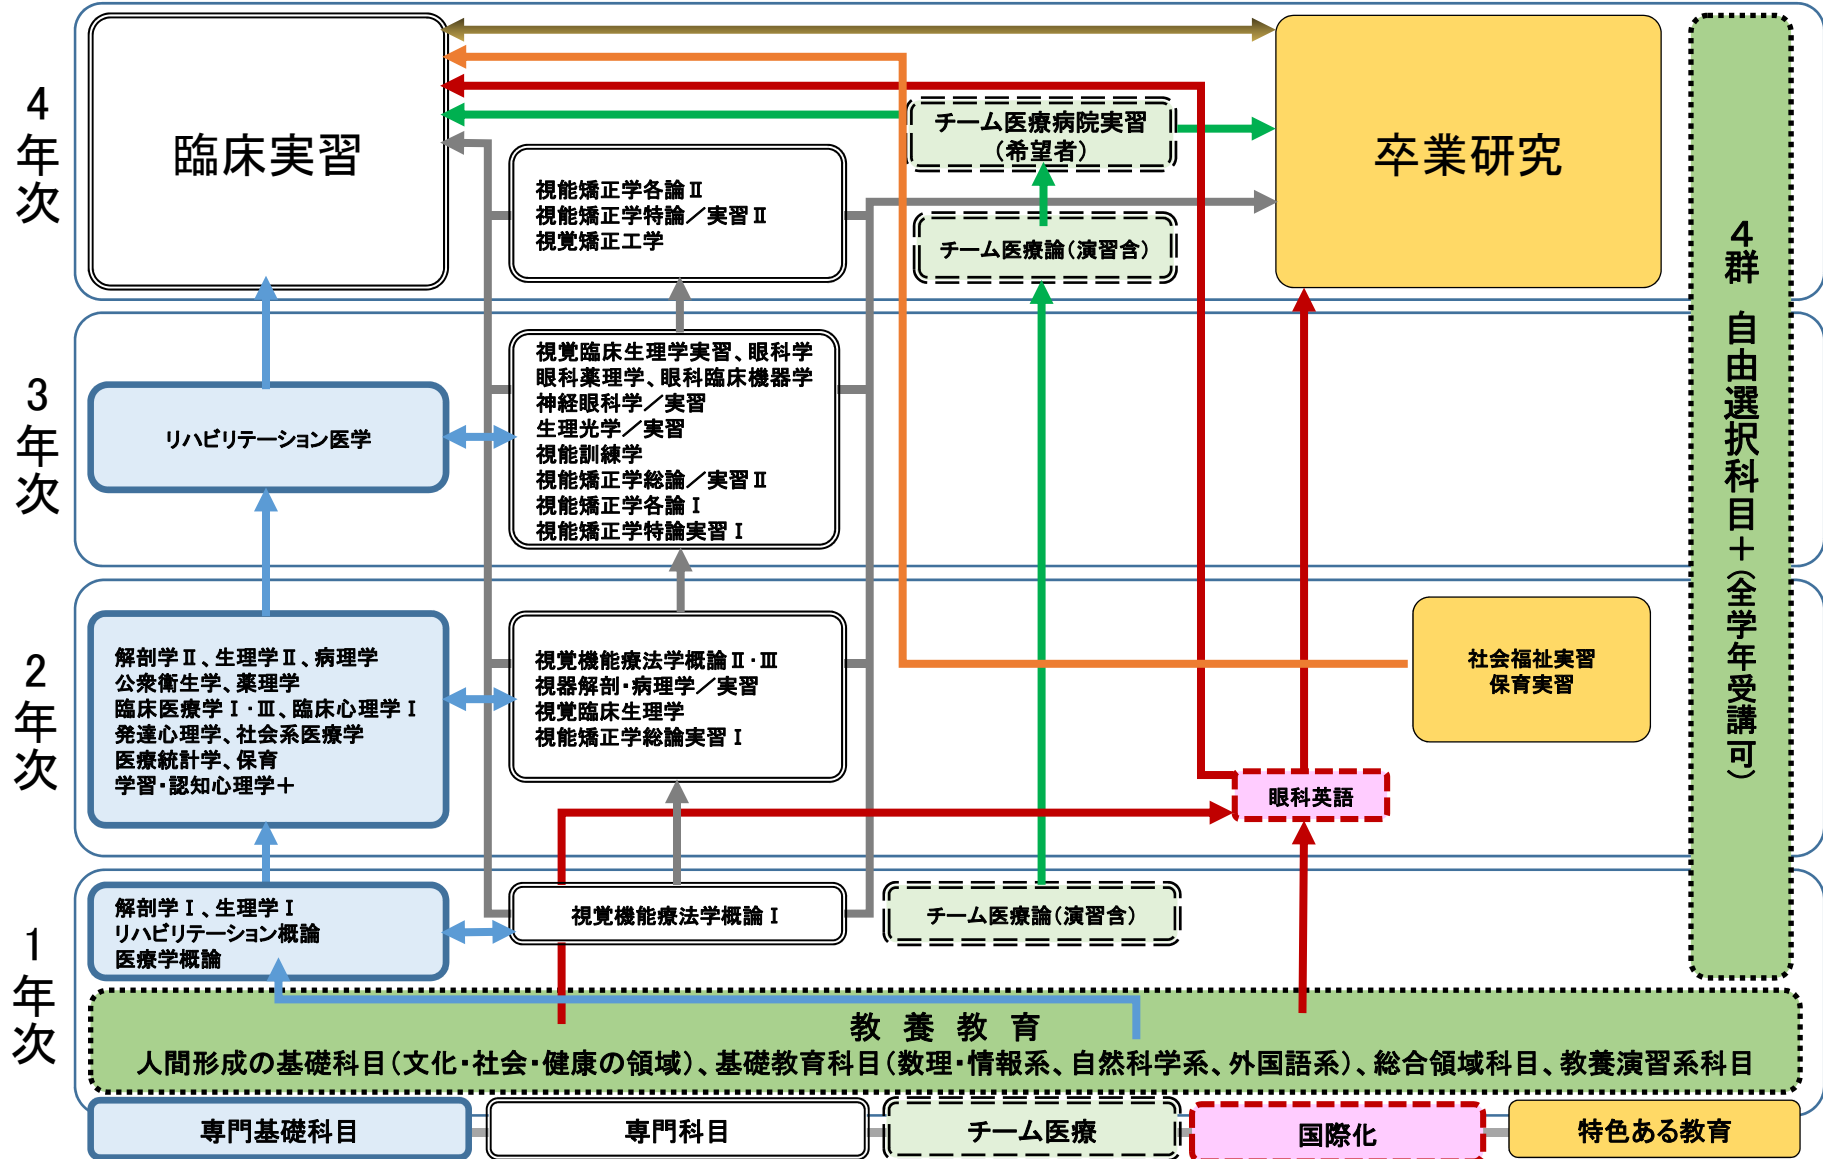 4年次
臨床実習
チーム医療病院実習
(希望者)
卒業研究
視能矯正学各論Ⅱ
視能矯正学特論／実習Ⅱ
視覚矯正工学
チーム医療論(演習含)
4群 自由選択科目＋(全学年受講可)
3年次
リハビリテーション医学
視覚臨床生理学実習、眼科学
眼科薬理学、眼科臨床機器学
神経眼科学／実習
生理光学／実習
視能訓練学
視能矯正学総論／実習Ⅱ
視能矯正学各論Ⅰ
視能矯正学特論実習Ⅰ
2年次
解剖学Ⅱ、生理学Ⅱ、病理学
公衆衛生学、薬理学
臨床医療学Ⅰ・Ⅲ、臨床心理学Ⅰ
発達心理学、社会系医療学
医療統計学、保育
学習・認知心理学＋
視覚機能療法学概論Ⅱ・Ⅲ
視器解剖・病理学／実習
視覚臨床生理学
視能矯正学総論実習Ⅰ
社会福祉実習
保育実習
眼科英語
1年次
解剖学Ⅰ、生理学Ⅰ
リハビリテーション概論
医療学概論
視覚機能療法学概論Ⅰ
チーム医療論(演習含)
教養教育
人間形成の基礎科目(文化・社会・健康の領域)、基礎教育科目(数理・情報系、自然科学系、外国語系)、総合領域科目、教養演習系科目
専門基礎科目
専門科目
チーム医療
国際化
特色ある教育